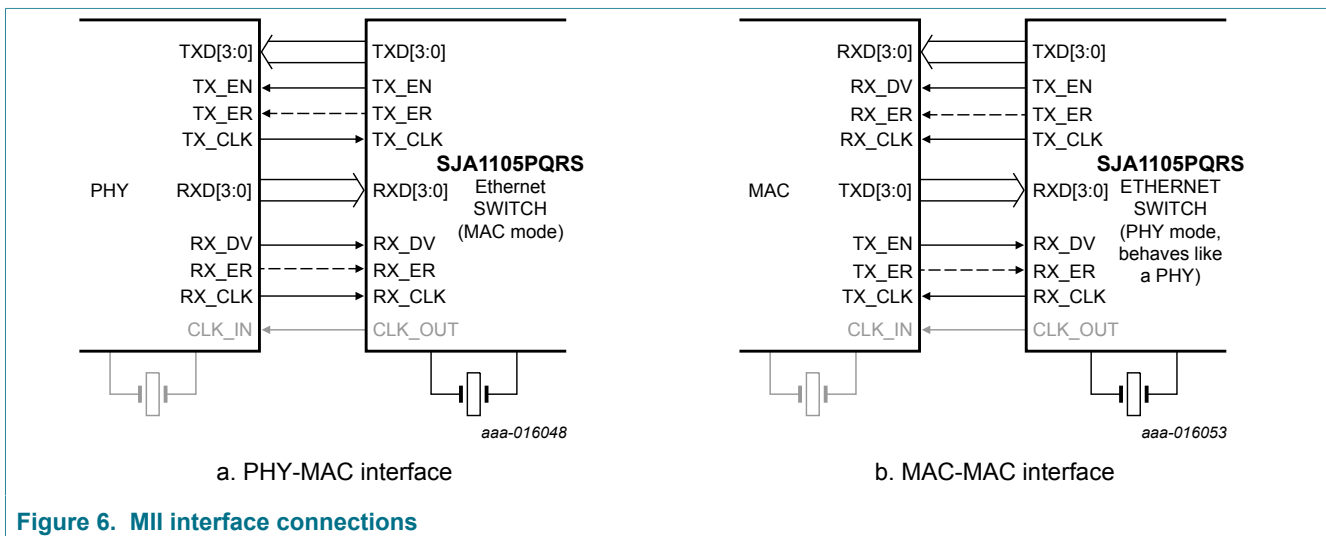 TXD[3:0] TXD[3:0]
TX_EN TX_EN
TX_ER TX_ER
TX_CLK TX_CLK
SJA1105PQRS
PHY RXD[3:0] RXD[3:0] Ethernet
SWITCH
(MAC mode)
RX_DV RX_DV
RX_ER RX_ER
RX_CLK RX_CLK
CLK_IN CLK_OUT
aaa-016048
a. PHY-MAC interface
RXD[3:0] TXD[3:0]
RX_DV TX_EN
RX_ER TX_ER
RX_CLK TX_CLK
SJA1105PQRS
MAC TXD[3:0] RXD[3:0] ETHERNET
SWITCH
(PHY mode,
TX_EN RX_DV behaves like
TX_ER RX_ER a PHY)
TX_CLK RX_CLK
CLK_IN CLK_OUT
aaa-016053
b. MAC-MAC interface
Figure 6. MII interface connections